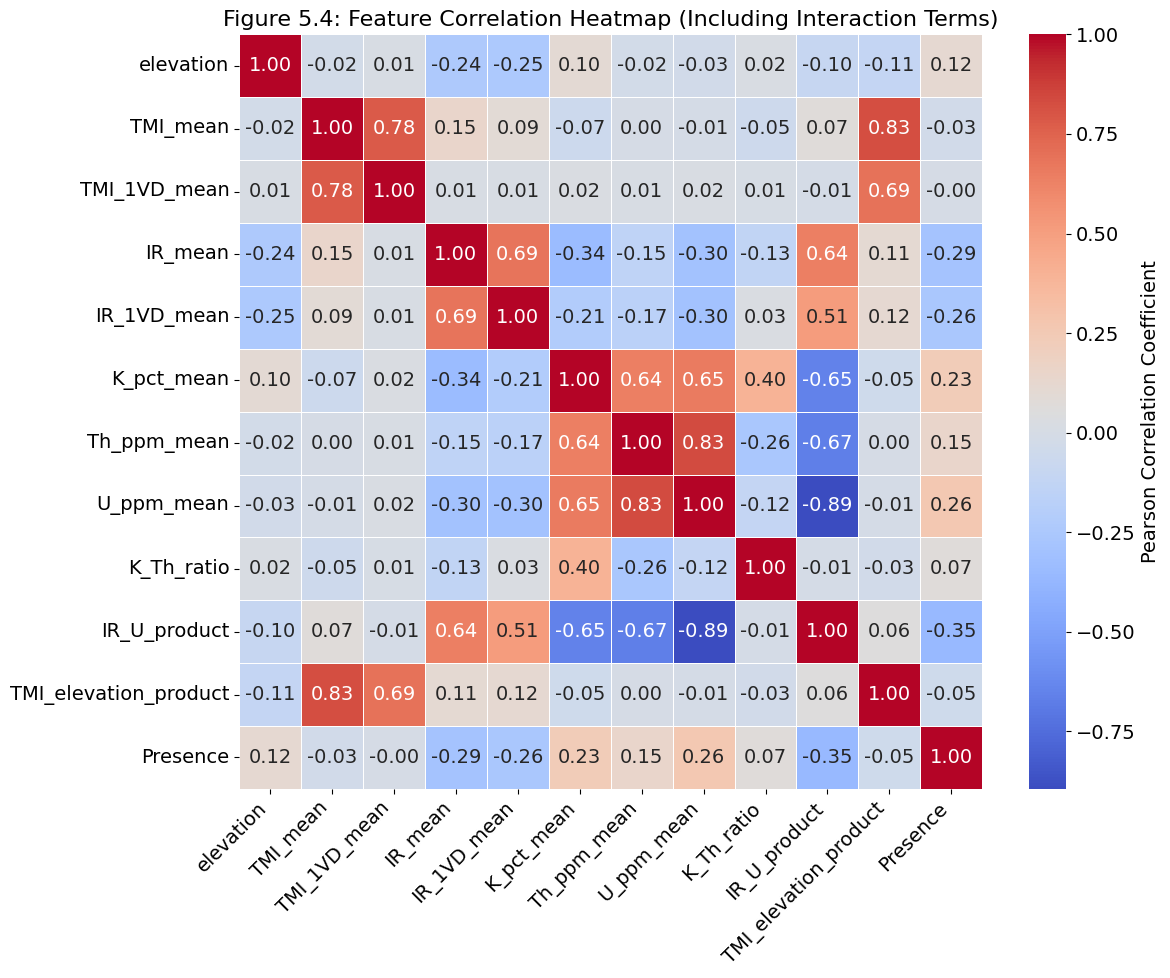 Figure 5.4: Feature Correlation Heatmap (Including Interaction Terms)
elevation 1.00 -0.02 0.01 -0.24 -0.25 0.10 -0.02 -0.03 0.02 -0.10 -0.11 0.12
TMI_mean -0.02 1.00 0.78 0.15 0.09 -0.07 0.00 -0.01 -0.05 0.07 0.83 -0.03
TMI_1VD_mean 0.01 0.78 1.00 0.01 0.01 0.02 0.01 0.02 0.01 -0.01 0.69 -0.00
IR_mean -0.24 0.15 0.01 1.00 0.69 -0.34 -0.15 -0.30 -0.13 0.64 0.11 -0.29
IR_1VD_mean -0.25 0.09 0.01 0.69 1.00 -0.21 -0.17 -0.30 0.03 0.51 0.12 -0.26
K_pct_mean 0.10 -0.07 0.02 -0.34 -0.21 1.00 0.64 0.65 0.40 -0.65 -0.05 0.23
Th_ppm_mean -0.02 0.00 0.01 -0.15 -0.17 0.64 1.00 0.83 -0.26 -0.67 0.00 0.15
U_ppm_mean -0.03 -0.01 0.02 -0.30 -0.30 0.65 0.83 1.00 -0.12 -0.89 -0.01 0.26
K_Th_ratio 0.02 -0.05 0.01 -0.13 0.03 0.40 -0.26 -0.12 1.00 -0.01 -0.03 0.07
IR_U_product -0.10 0.07 -0.01 0.64 0.51 -0.65 -0.67 -0.89 -0.01 1.00 0.06 -0.35
TMI_elevation_product -0.11 0.83 0.69 0.11 0.12 -0.05 0.00 -0.01 -0.03 0.06 1.00 -0.05
Presence 0.12 -0.03 -0.00 -0.29 -0.26 0.23 0.15 0.26 0.07 -0.35 -0.05 1.00
elevation
TMI_mean
TMI_1VD_mean
IR_mean
IR_1VD_mean
K_pct_mean
Th_ppm_mean
U_ppm_mean
K_Th_ratio
IR_U_product
TMI_elevation_product
Presence
1.00
0.75
0.50
0.25
0.00
−0.25
−0.50
−0.75
Pearson Correlation Coefficient